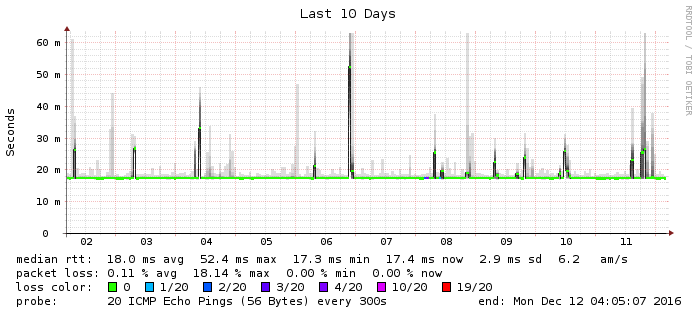 Last 10 Days
RRDTOOL / TOBI OETIKER
Seconds
60 m
50 m
40 m
30 m
20 m
10 m
0
02 03 04 05 06 07 08 09 10 11
median rtt: 18.0 ms avg 52.4 ms max 17.3 ms min 17.4 ms now 2.9 ms sd 6.2 am/s
packet loss: 0.11 % avg 18.14 % max 0.00 % min 0.00 % now
loss color: 0 1/20 2/20 3/20 4/20 10/20 19/20
probe: 20 ICMP Echo Pings (56 Bytes) every 300s end: Mon Dec 12 04:05:07 2016